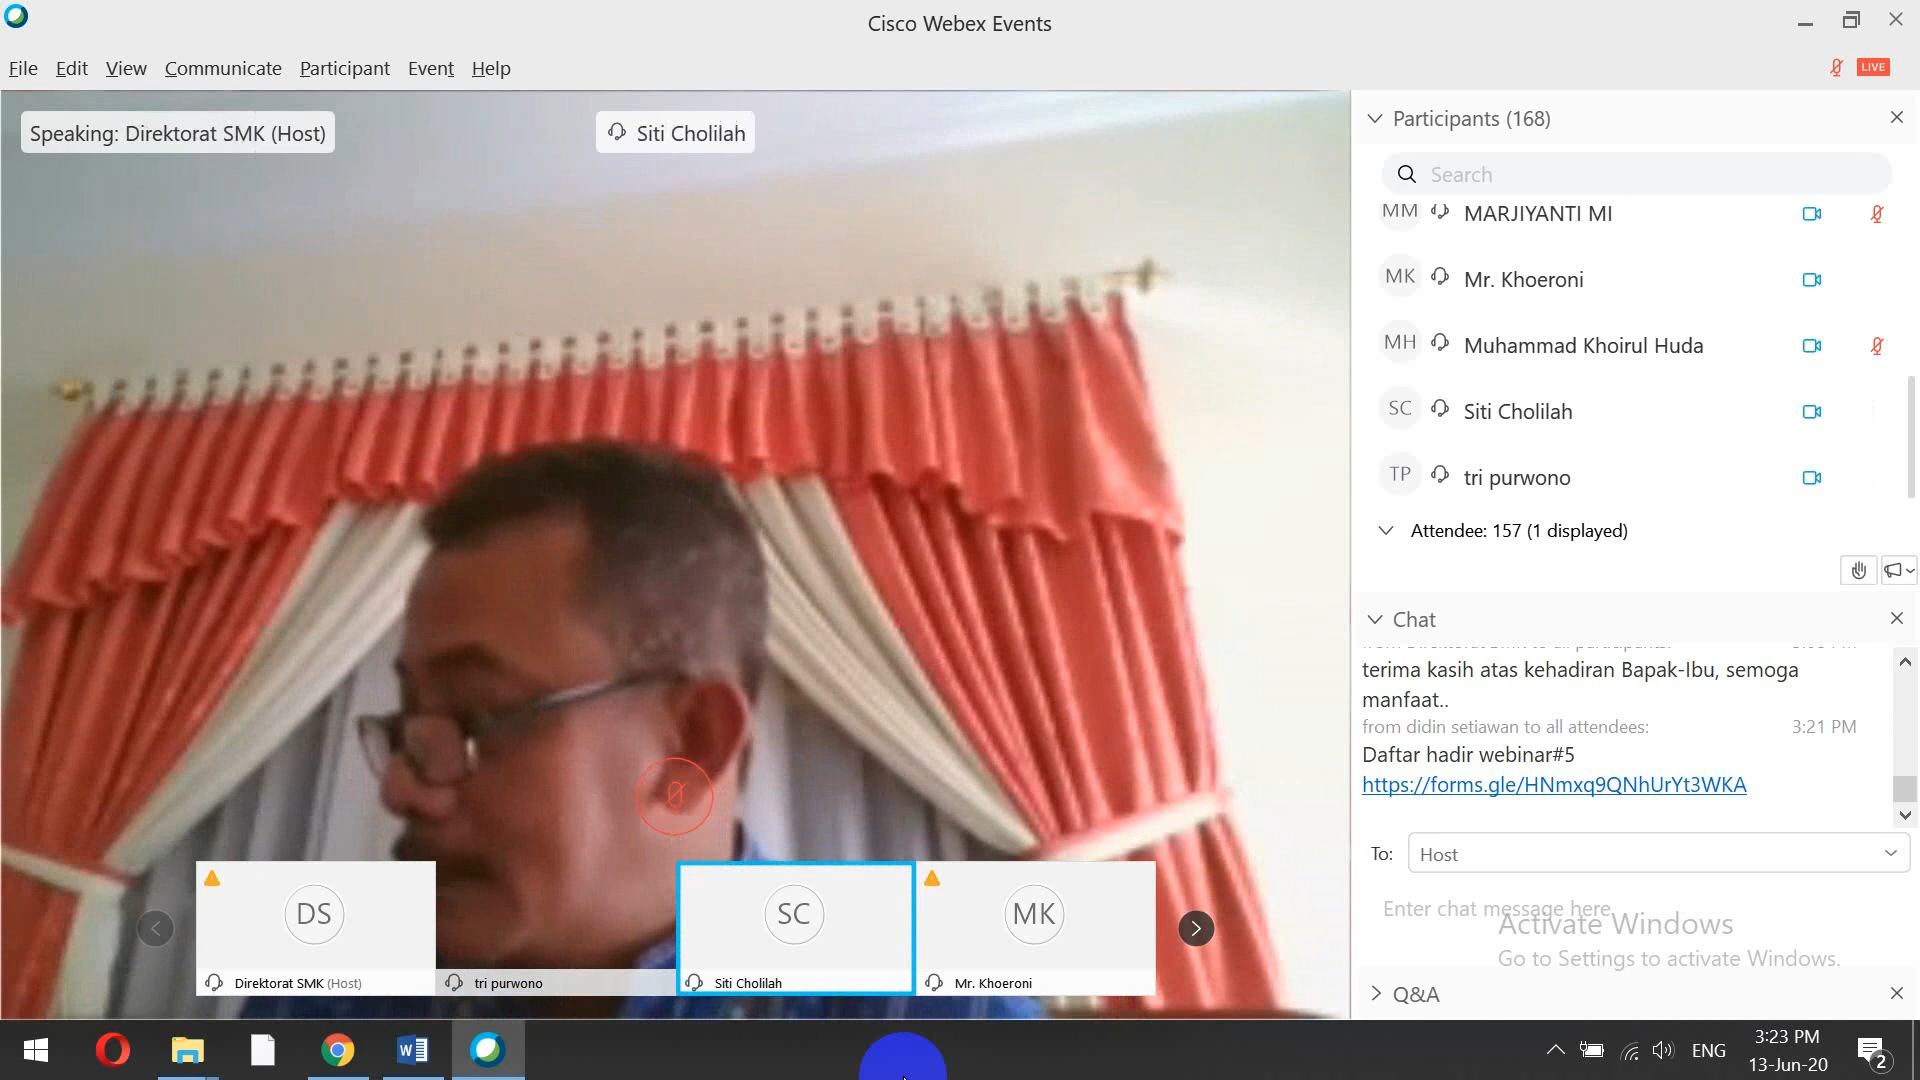 Cisco Webex Events
File Edit View Communicate Participant Event Help
LIVE
Speaking: Direktorat SMK (Host)
Siti Cholilah
Participants (168)
Search
MM MARJIYANTI MI
MK Mr. Khoeroni
MH Muhammad Khoirul Huda
SC Siti Cholilah
TP tri purwono
Attendee: 157 (1 displayed)
Chat
terima kasih atas kehadiran Bapak-Ibu, semoga
manfaat..
from didin setiawan to all attendees: 3:21 PM
Daftar hadir webinar#5
https://forms.gle/HNmxq9QNhUrYt3WKA
To: Host
Enter chat message here
Activate Windows
Go to Settings to activate Windows.
Q&A
DS
SC
MK
Direktorat SMK (Host)
tri purwono
Siti Cholilah
Mr. Khoeroni
W
ENG
3:23 PM
13-Jun-20
2